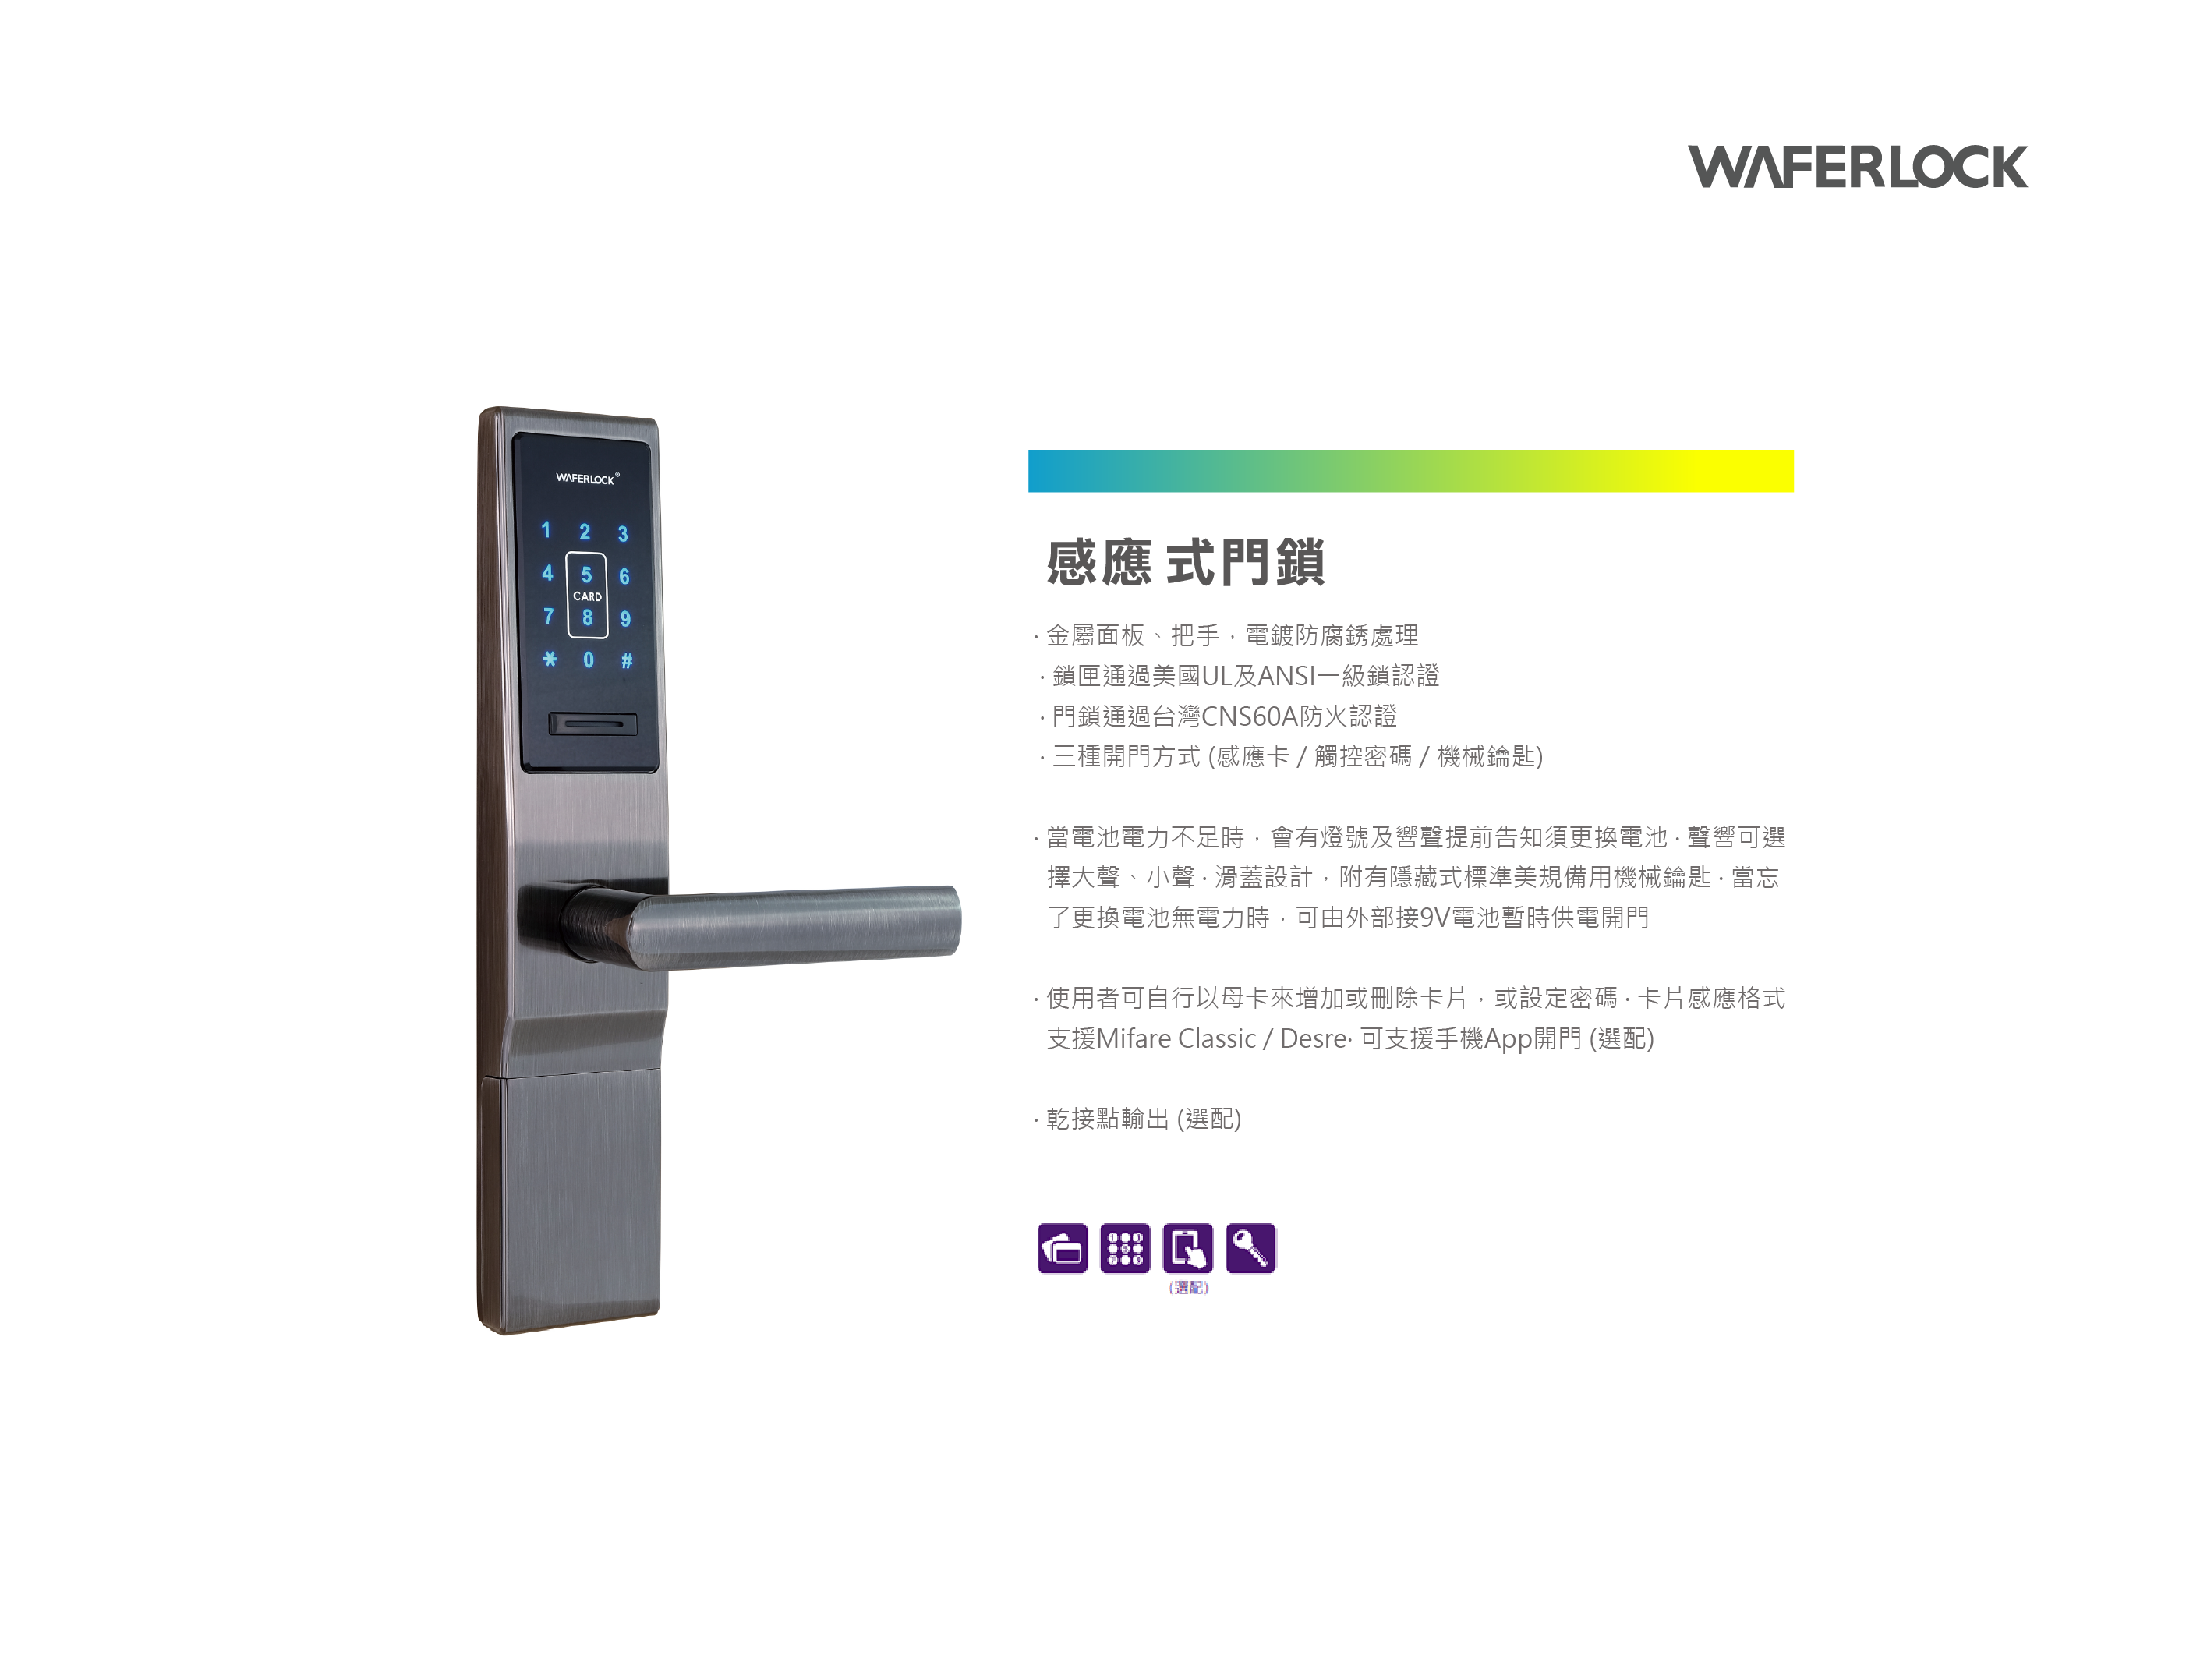 WAFERLOCK
WAFERLOCK®
1 2 3
4 5 6
CARD
7 8 9
* 0 #
感應 式門鎖
· 金屬面板、把手，電鍍防腐銹處理
· 鎖匣通過美國UL及ANSI一級鎖認證
· 門鎖通過台灣CNS60A防火認證
· 三種開門方式 (感應卡 / 觸控密碼 / 機械鑰匙)
· 當電池電力不足時，會有燈號及響聲提前告知須更換電池 · 聲響可選
擇大聲、小聲 · 滑蓋設計，附有隱藏式標準美規備用機械鑰匙 · 當忘
了更換電池無電力時，可由外部接9V電池暫時供電開門
· 使用者可自行以母卡來增加或刪除卡片，或設定密碼 · 卡片感應格式
支援Mifare Classic / Desre· 可支援手機App開門 (選配)
· 乾接點輸出 (選配)
(選配)